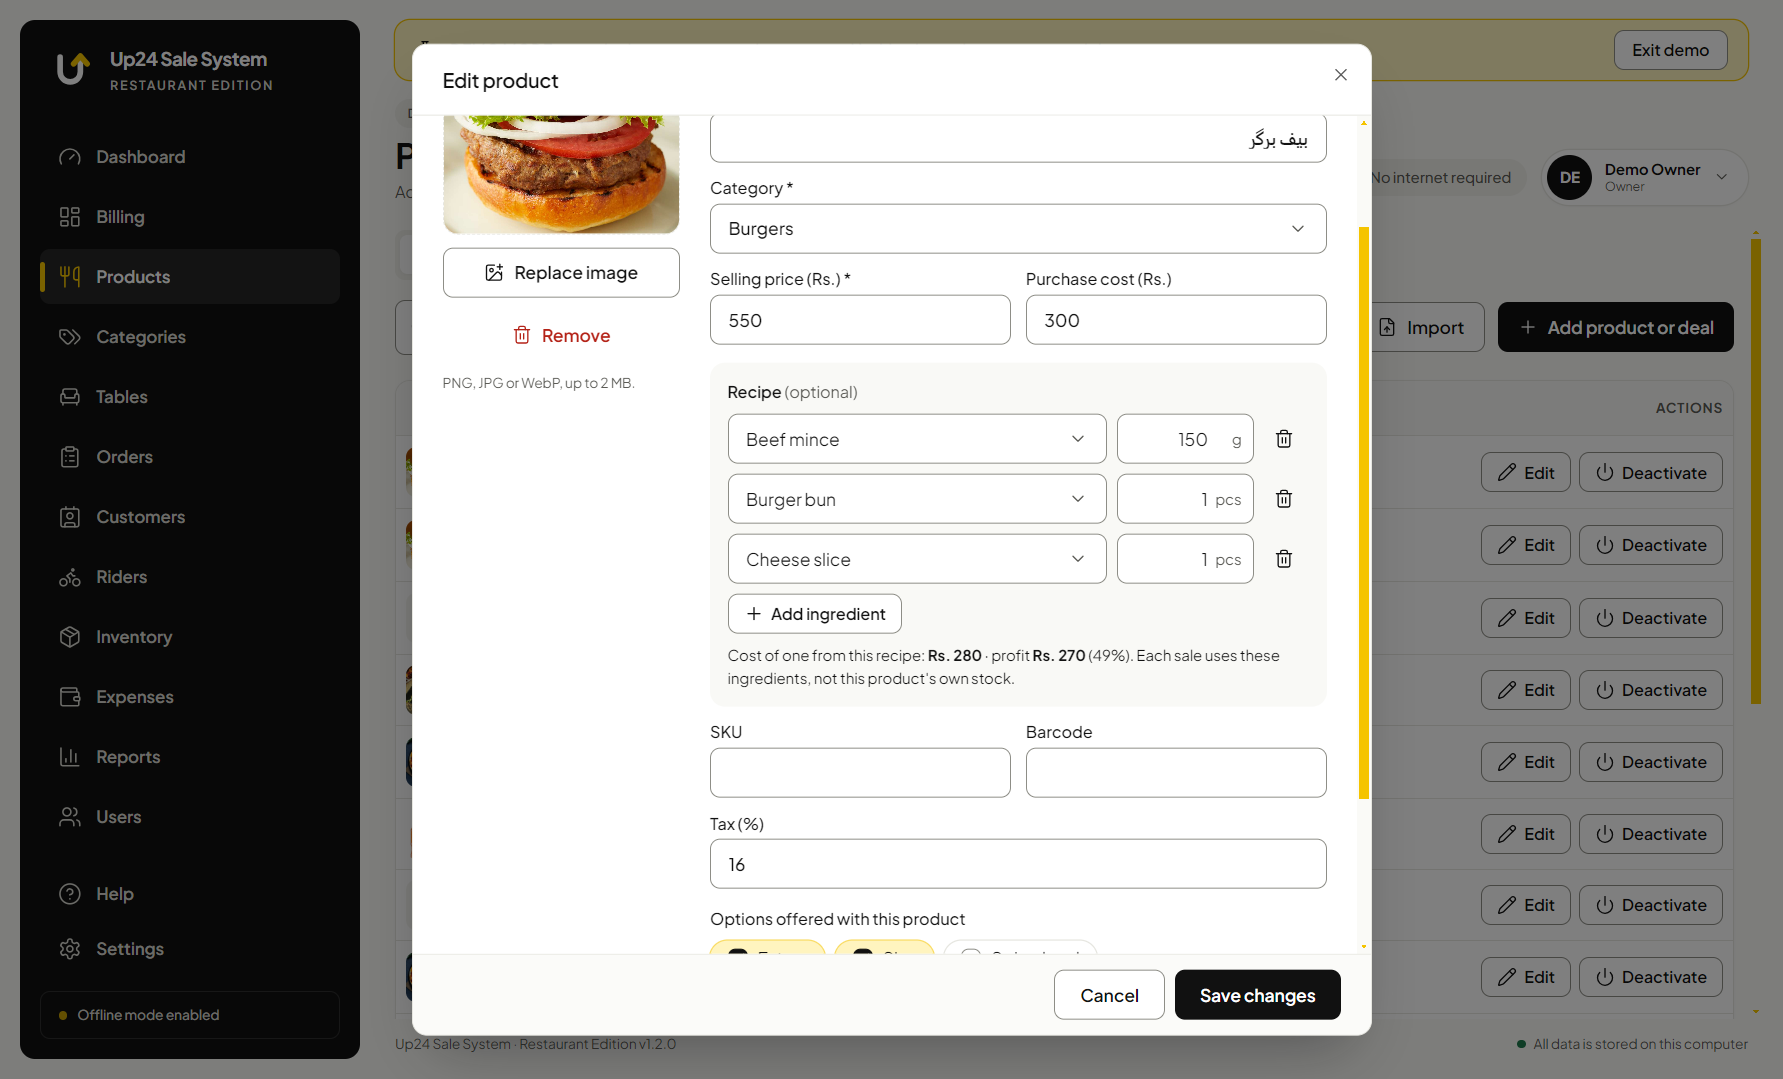 Up24 Sale System
RESTAURANT EDITION
Dashboard
Billing
Products
Categories
Tables
Orders
Customers
Riders
Inventory
Expenses
Reports
Users
Help
Settings
Offline mode enabled
Exit demo
No internet required
DE
Demo Owner
Owner
Import
Add product or deal
ACTIONS
Edit
Deactivate
Edit
Deactivate
Edit
Deactivate
Edit
Deactivate
Edit
Deactivate
Edit
Deactivate
Edit
Deactivate
Edit
Deactivate
Edit product
بیف برگر
Replace image
Remove
PNG, JPG or WebP, up to 2 MB.
Category *
Burgers
Selling price (Rs.) *
Purchase cost (Rs.)
550
300
Recipe (optional)
Beef mince
150 g
Burger bun
1 pcs
Cheese slice
1 pcs
Add ingredient
Cost of one from this recipe: Rs. 280 · profit Rs. 270 (49%). Each sale uses these
ingredients, not this product's own stock.
SKU
Barcode
Tax (%)
16
Options offered with this product
Cancel
Save changes
Up24 Sale System · Restaurant Edition v1.2.0
All data is stored on this computer